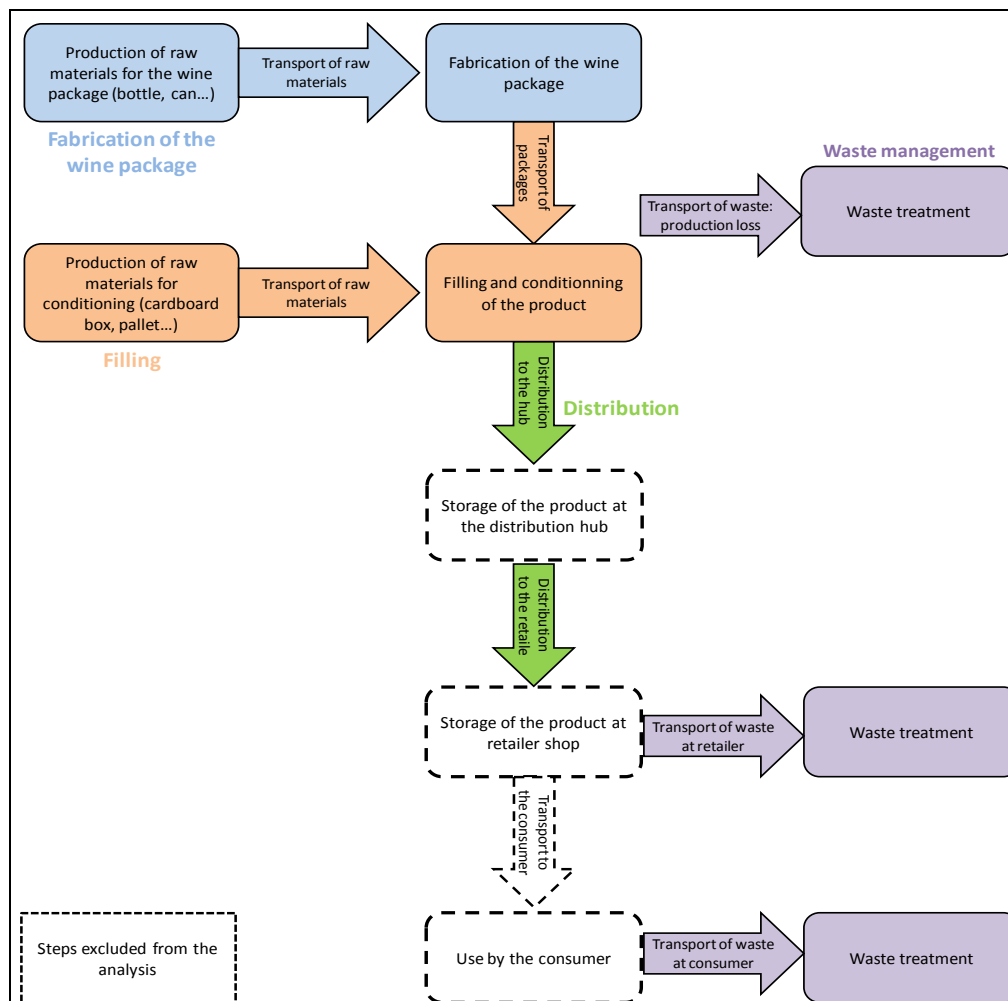 Production of raw
materials for the wine
package (bottle, can...)
Transport of raw
materials
Fabrication of the wine
package
Fabrication of the
wine package
Transport of
packages
Waste management
Transport of waste:
production loss
Waste treatment
Production of raw
materials for
conditioning (cardboard
box, pallet...)
Transport of raw
materials
Filling and conditionning
of the product
Filling
Distribution
to the hub
Distribution
Storage of the product at
the distribution hub
Distribution
to the retaile
Storage of the product at
retailer shop
Transport of waste
at retailer
Waste treatment
Transport to
the consumer
Steps excluded from the
analysis
Use by the consumer
Transport of waste
at consumer
Waste treatment